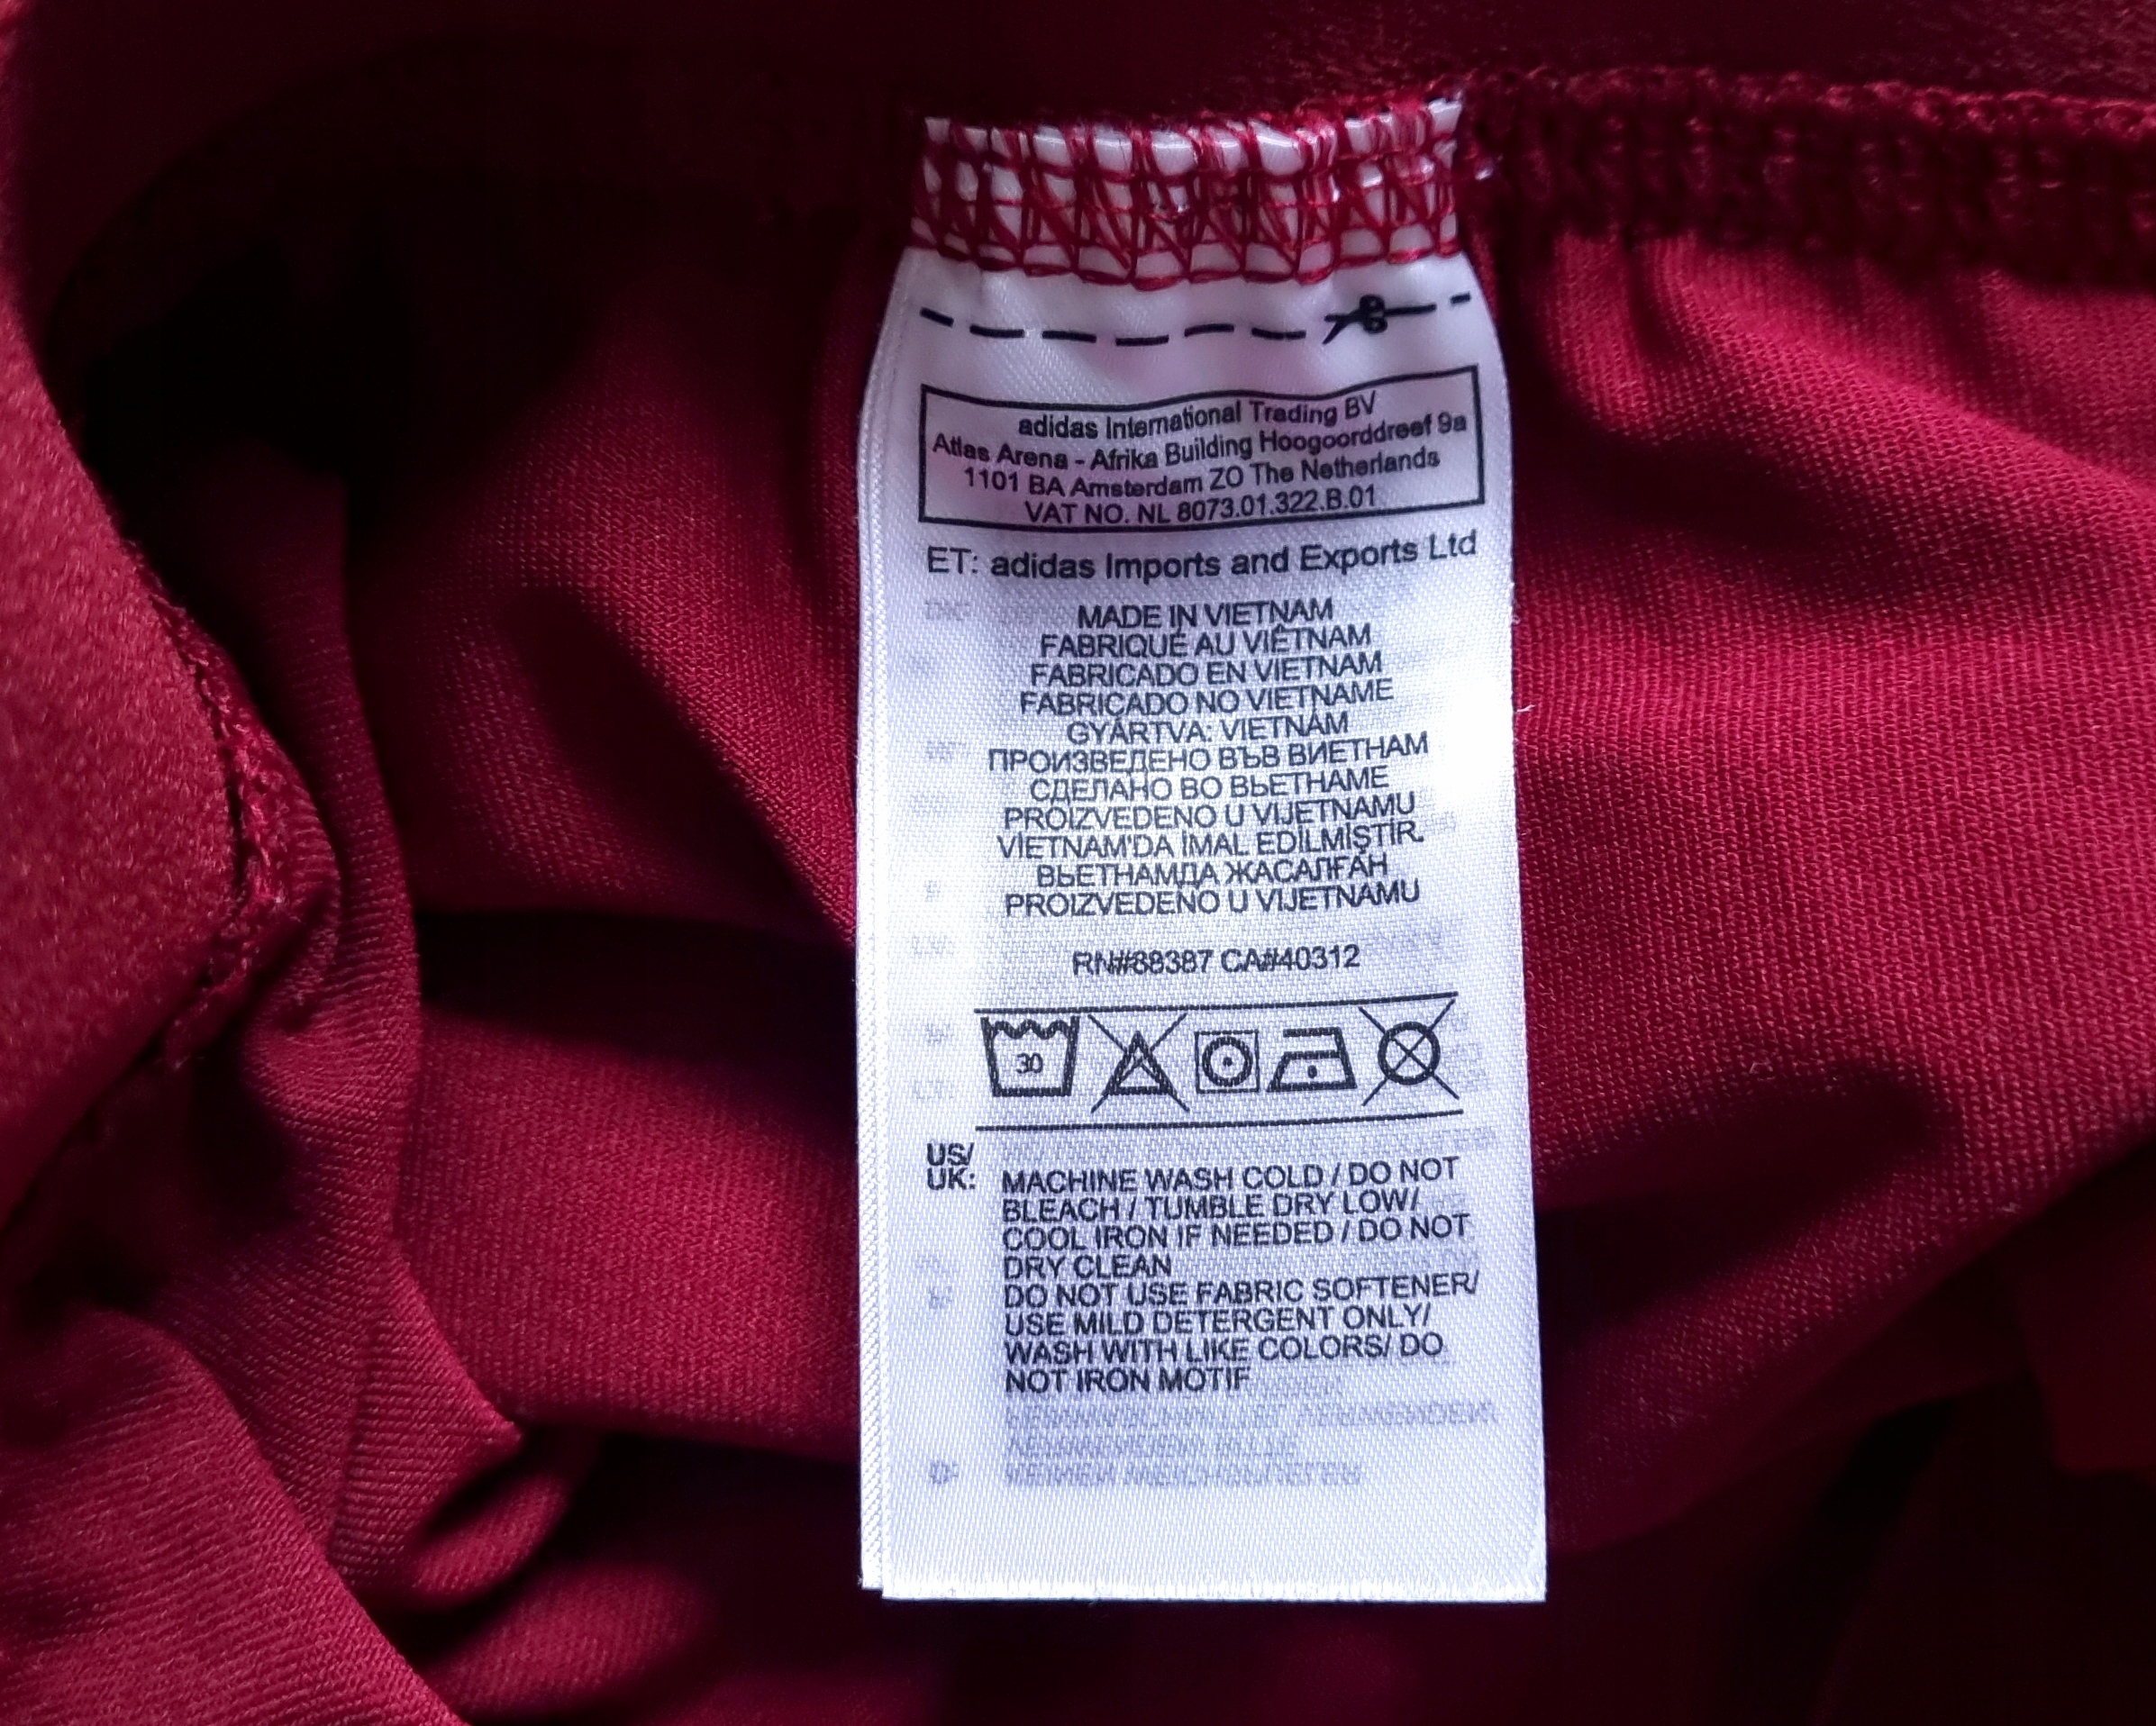 adidas International Trading BV
Atlas Arena - Afrika Building Hoogoorddreef 9a
1101 BA Amsterdam ZO The Netherlands
VAT NO. NL 8073.01.322.B.01
ET: adidas Imports and Exports Ltd
MADE IN VIETNAM
FABRIQUÉ AU VIÊTNAM
FABRICADO EN VIETNAM
FABRICADO NO VIETNAME
GYÁRTVA: VIETNÁM
ПРОИЗВЕДЕНО ВЪВ ВИЕТНАМ
СДЕЛАНО ВО ВЬЕТНАМЕ
PROIZVEDENO U VIJETNAMU
VIETNAM'DA İMAL EDİLMİŞTİR.
ВЬЕТНАМДА ЖАСАЛҒАН
PROIZVEDENO U VIJETNAMU
RN#88387 CA#40312
30
US/
UK: MACHINE WASH COLD / DO NOT
BLEACH / TUMBLE DRY LOW/
COOL IRON IF NEEDED / DO NOT
DRY CLEAN
DO NOT USE FABRIC SOFTENER/
USE MILD DETERGENT ONLY/
WASH WITH LIKE COLORS/ DO
NOT IRON MOTIF